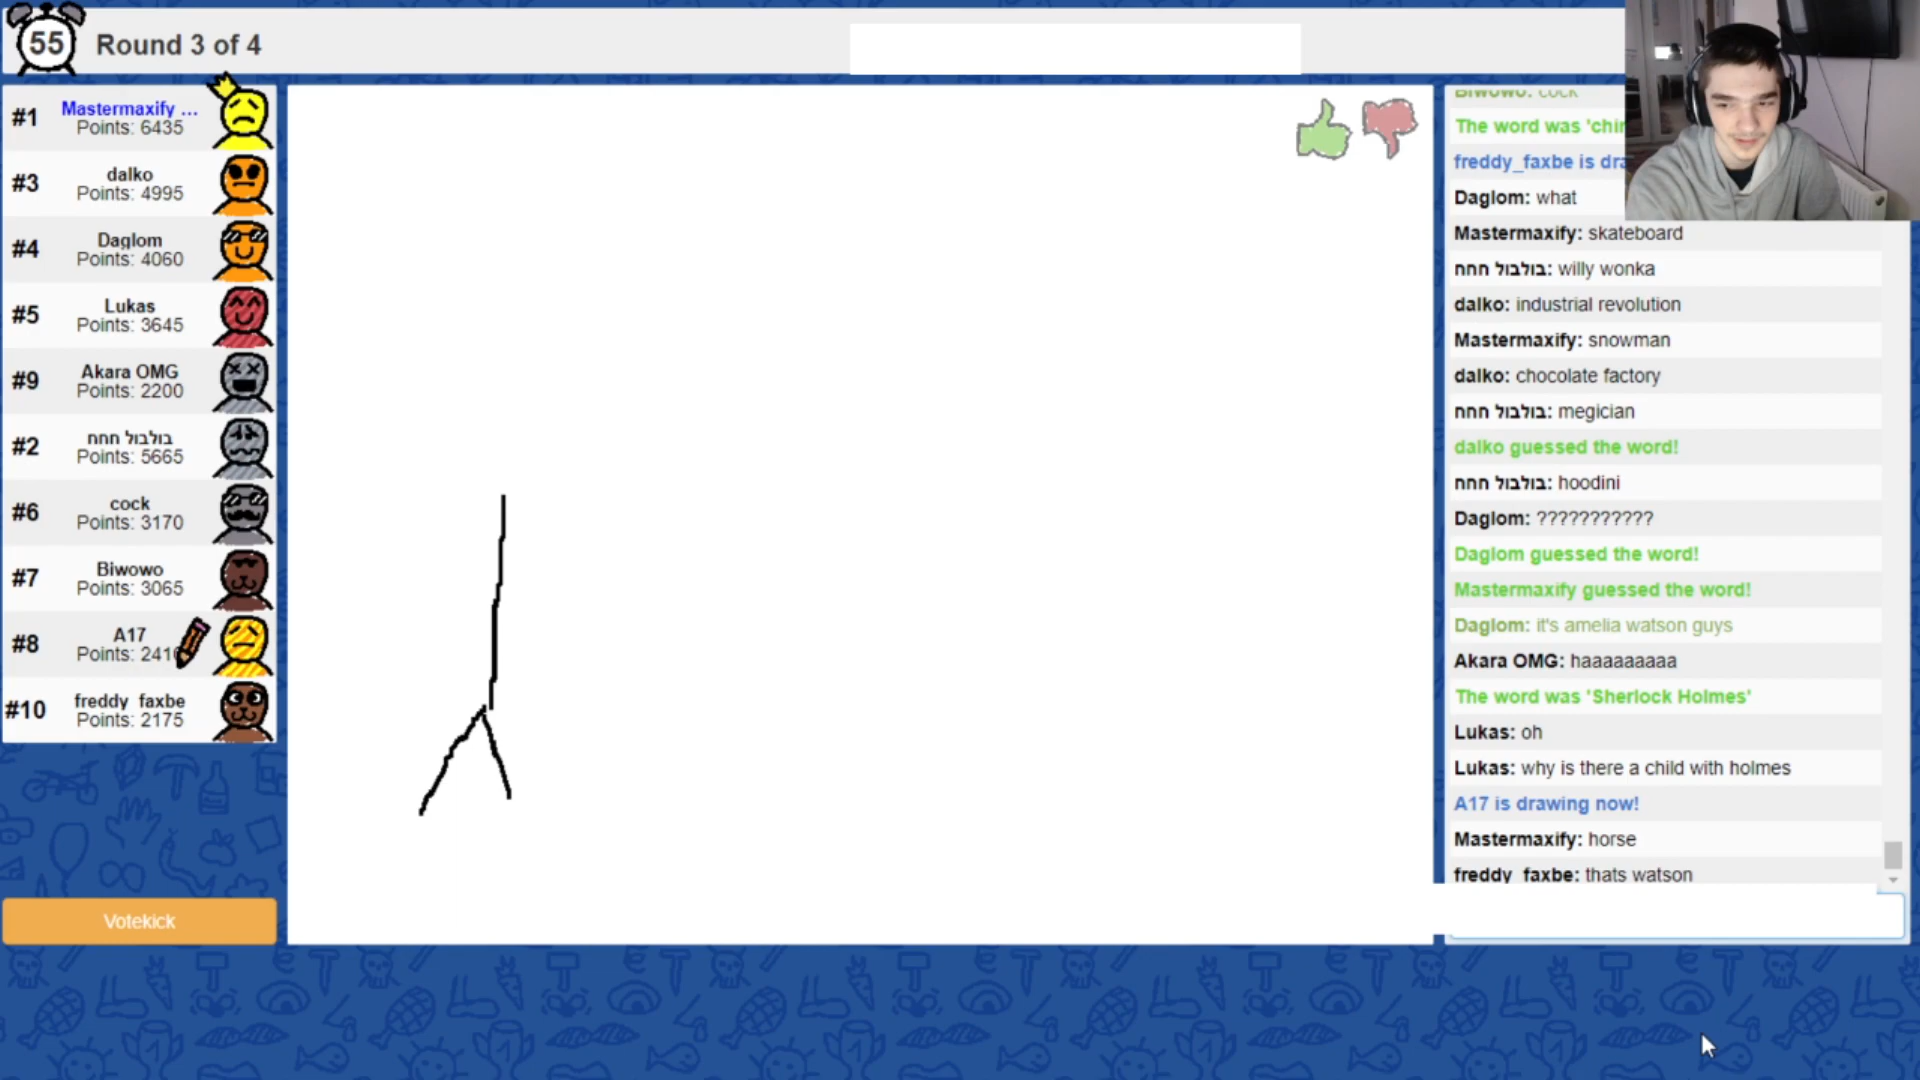 55
Round 3 of 4
#1
Mastermaxify ...
Points: 6435
#3
dalko
Points: 4995
#4
Daglom
Points: 4060
#5
Lukas
Points: 3645
#9
Akara OMG
Points: 2200
#2
בולבול חחח
Points: 5665
#6
cock
Points: 3170
#7
Biwowo
Points: 3065
#8
A17
Points: 2410
#10
freddy_faxbe
Points: 2175
Votekick
Biwowo: cock
The word was 'chi
freddy_faxbe is dra
Daglom: what
Mastermaxify: skateboard
בולבול חחח: willy wonka
dalko: industrial revolution
Mastermaxify: snowman
dalko: chocolate factory
בולבול חחח: megician
dalko guessed the word!
בולבול חחח: hoodini
Daglom: ???????????
Daglom guessed the word!
Mastermaxify guessed the word!
Daglom: it's amelia watson guys
Akara OMG: haaaaaaaaa
The word was 'Sherlock Holmes'
Lukas: oh
Lukas: why is there a child with holmes
A17 is drawing now!
Mastermaxify: horse
freddy_faxbe: thats watson